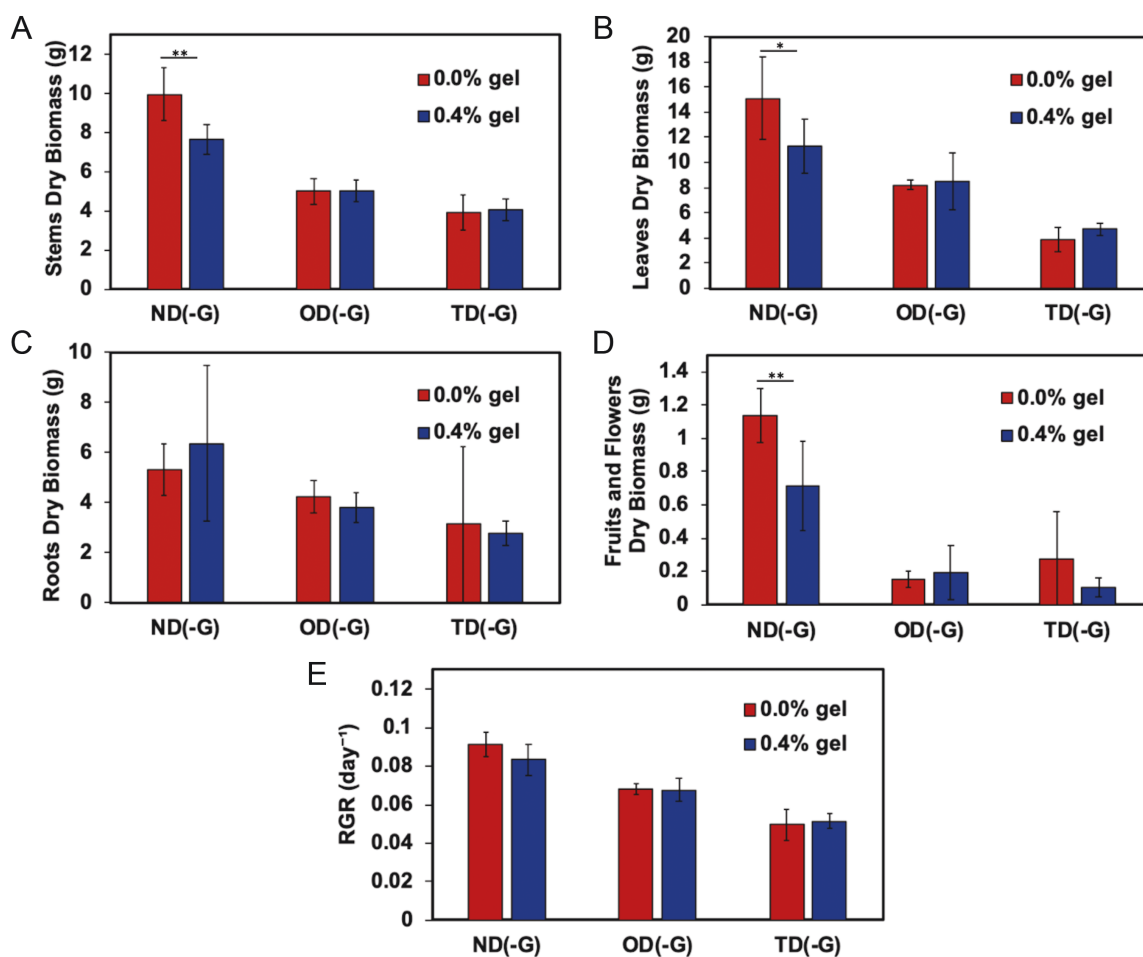 A
Stems Dry Biomass (g)
12
10
8
6
4
2
0
**
0.0% gel
0.4% gel
ND(-G) OD(-G) TD(-G)
B
Leaves Dry Biomass (g)
20
18
16
14
12
10
8
6
4
2
0
*
0.0% gel
0.4% gel
ND(-G) OD(-G) TD(-G)
C
Roots Dry Biomass (g)
10
8
6
4
2
0
0.0% gel
0.4% gel
ND(-G) OD(-G) TD(-G)
D
Fruits and Flowers
Dry Biomass (g)
1.4
1.2
1
0.8
0.6
0.4
0.2
0
**
0.0% gel
0.4% gel
ND(-G) OD(-G) TD(-G)
E
RGR (day⁻¹)
0.12
0.1
0.08
0.06
0.04
0.02
0
0.0% gel
0.4% gel
ND(-G) OD(-G) TD(-G)